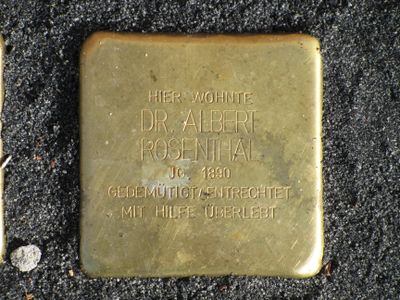 HIER WOHNTE
DR. ALBERT
ROSENTHAL
JG. 1890
GEDEMÜTIGT/ENTRECHTET
MIT HILFE ÜBERLEBT